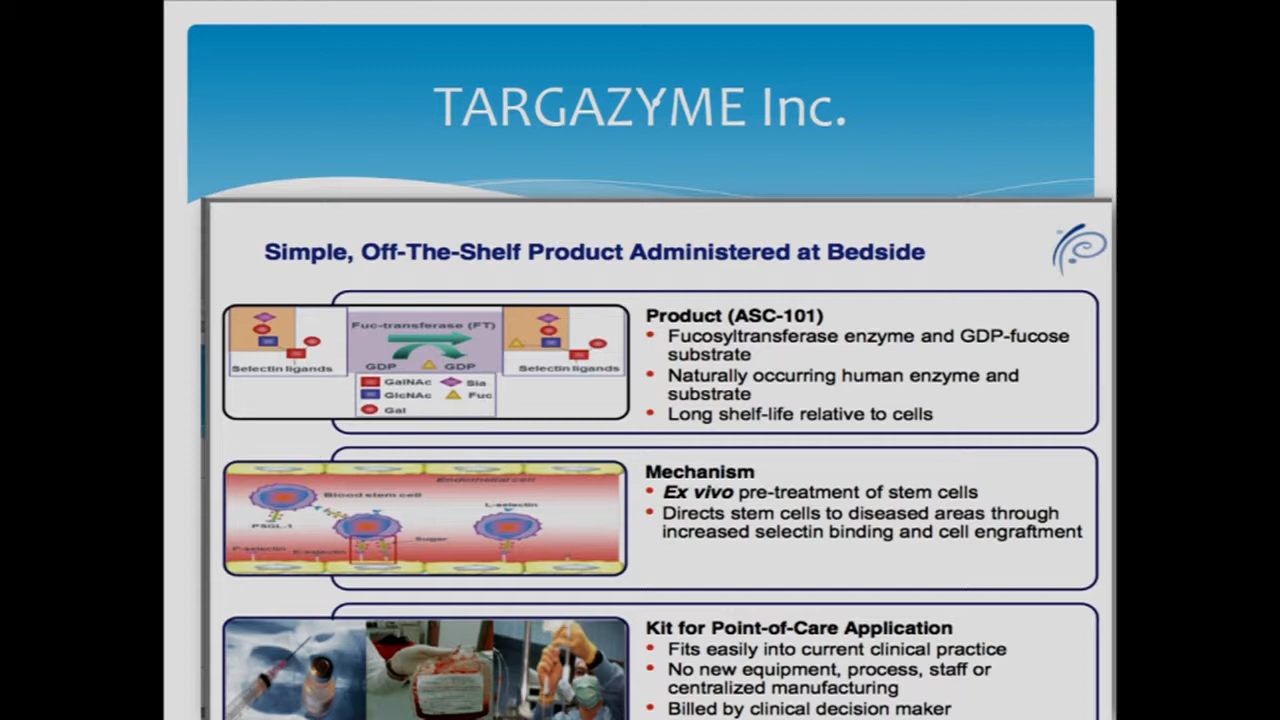 TARGAZYME Inc.
Simple, Off-The-Shelf Product Administered at Bedside
Fuc-transferase (FT)
GDP
GDP
Selectin ligands
Selectin ligands
GalNAc
Sia
GlcNAc
Fuc
Gal
Product (ASC-101)
• Fucosyltransferase enzyme and GDP-fucose
substrate
• Naturally occurring human enzyme and
substrate
• Long shelf-life relative to cells
Endothelial cell
Blood stem cell
L-selectin
PSGL-1
Sugar
P-selectin
E-selectin
Mechanism
• Ex vivo pre-treatment of stem cells
• Directs stem cells to diseased areas through
increased selectin binding and cell engraftment
Kit for Point-of-Care Application
• Fits easily into current clinical practice
• No new equipment, process, staff or
centralized manufacturing
• Billed by clinical decision maker